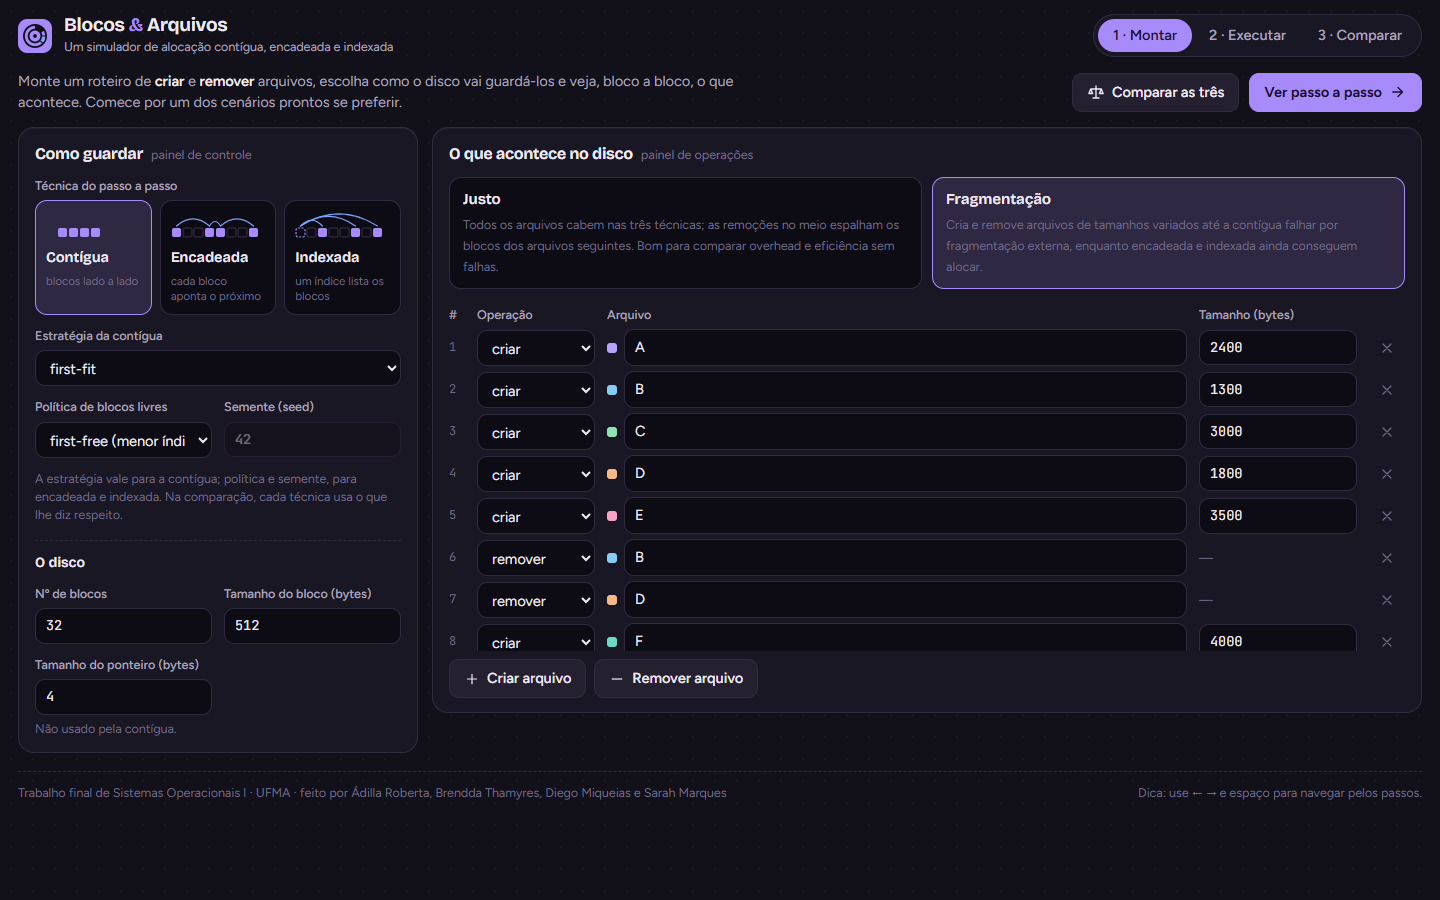 Blocos & Arquivos
Um simulador de alocação contígua, encadeada e indexada
1 · Montar
2 · Executar
3 · Comparar
Monte um roteiro de criar e remover arquivos, escolha como o disco vai guardá-los e veja, bloco a bloco, o que
acontece. Comece por um dos cenários prontos se preferir.
Comparar as três
Ver passo a passo →
Como guardar painel de controle
Técnica do passo a passo
Contígua
blocos lado a lado
Encadeada
cada bloco
aponta o próximo
Indexada
um índice lista os
blocos
Estratégia da contígua
first-fit
Política de blocos livres
Semente (seed)
first-free (menor índi
42
A estratégia vale para a contígua; política e semente, para
encadeada e indexada. Na comparação, cada técnica usa o que
lhe diz respeito.
O disco
Nº de blocos
Tamanho do bloco (bytes)
32
512
Tamanho do ponteiro (bytes)
4
Não usado pela contígua.
O que acontece no disco painel de operações
Justo
Todos os arquivos cabem nas três técnicas; as remoções no meio espalham os
blocos dos arquivos seguintes. Bom para comparar overhead e eficiência sem
falhas.
Fragmentação
Cria e remove arquivos de tamanhos variados até a contígua falhar por
fragmentação externa, enquanto encadeada e indexada ainda conseguem
alocar.
# Operação Arquivo Tamanho (bytes)
1 criar A 2400 ×
2 criar B 1300 ×
3 criar C 3000 ×
4 criar D 1800 ×
5 criar E 3500 ×
6 remover B — ×
7 remover D — ×
8 criar F 4000 ×
+ Criar arquivo
− Remover arquivo
Trabalho final de Sistemas Operacionais I · UFMA · feito por Ádilla Roberta, Brendda Thamyres, Diego Miqueias e Sarah Marques
Dica: use ← → e espaço para navegar pelos passos.